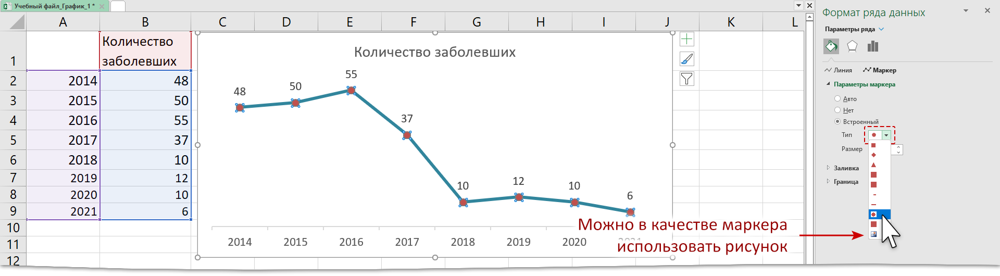 Учебный файл_График_1 *
A B C D E F G H I J K L
1 Количество
заболевших
2 2014 48
3 2015 50
4 2016 55
5 2017 37
6 2018 10
7 2019 12
8 2020 10
9 2021 6
10
11
12
Количество заболевших
48 50 55 37 10 12 10 6
2014 2015 2016 2017 2018 2019 2020 2021
Можно в качестве маркера
использовать рисунок
Формат ряда данных
Параметры ряда
Линия Маркер
Параметры маркера
Авто
Нет
Встроенный
Тип
Размер
Заливка
Граница